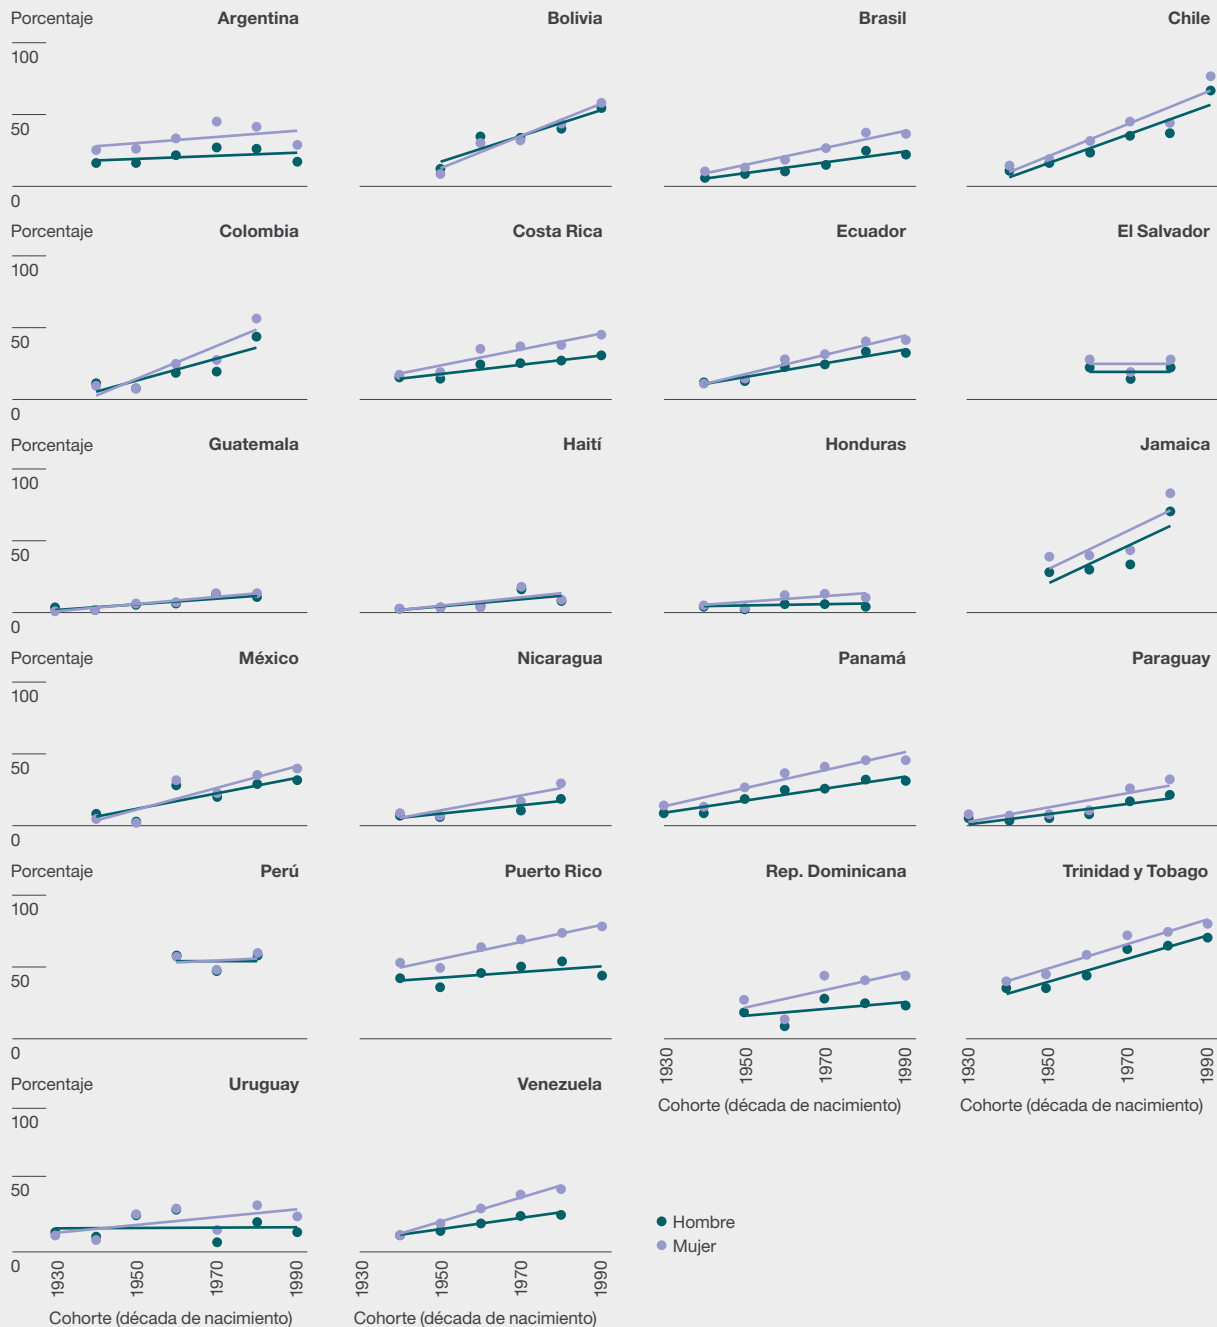 Porcentaje Argentina Bolivia Brasil Chile
100
50
0
Porcentaje Colombia Costa Rica Ecuador El Salvador
100
50
0
Porcentaje Guatemala Haití Honduras Jamaica
100
50
0
Porcentaje México Nicaragua Panamá Paraguay
100
50
0
Porcentaje Perú Puerto Rico Rep. Dominicana Trinidad y Tobago
100
50
0
1930 1950 1970 1990 1930 1950 1970 1990
Cohorte (década de nacimiento) Cohorte (década de nacimiento)
Porcentaje Uruguay Venezuela
100
50
0
Hombre
Mujer
1930 1950 1970 1990 1930 1950 1970 1990
Cohorte (década de nacimiento) Cohorte (década de nacimiento)